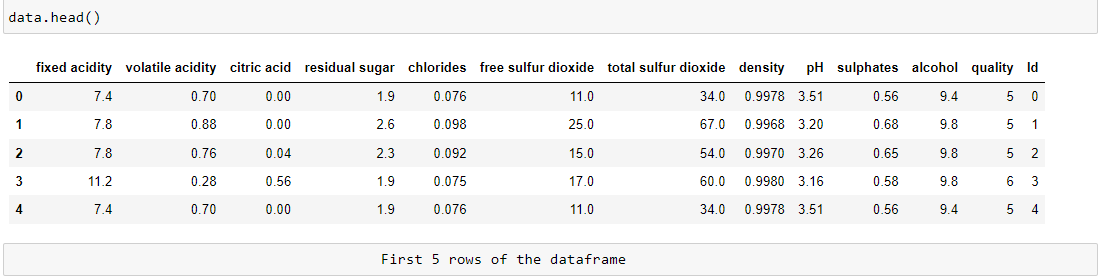 data.head()
fixed acidity volatile acidity citric acid residual sugar chlorides free sulfur dioxide total sulfur dioxide density pH sulphates alcohol quality Id
0 7.4 0.70 0.00 1.9 0.076 11.0 34.0 0.9978 3.51 0.56 9.4 5 0
1 7.8 0.88 0.00 2.6 0.098 25.0 67.0 0.9968 3.20 0.68 9.8 5 1
2 7.8 0.76 0.04 2.3 0.092 15.0 54.0 0.9970 3.26 0.65 9.8 5 2
3 11.2 0.28 0.56 1.9 0.075 17.0 60.0 0.9980 3.16 0.58 9.8 6 3
4 7.4 0.70 0.00 1.9 0.076 11.0 34.0 0.9978 3.51 0.56 9.4 5 4
First 5 rows of the dataframe